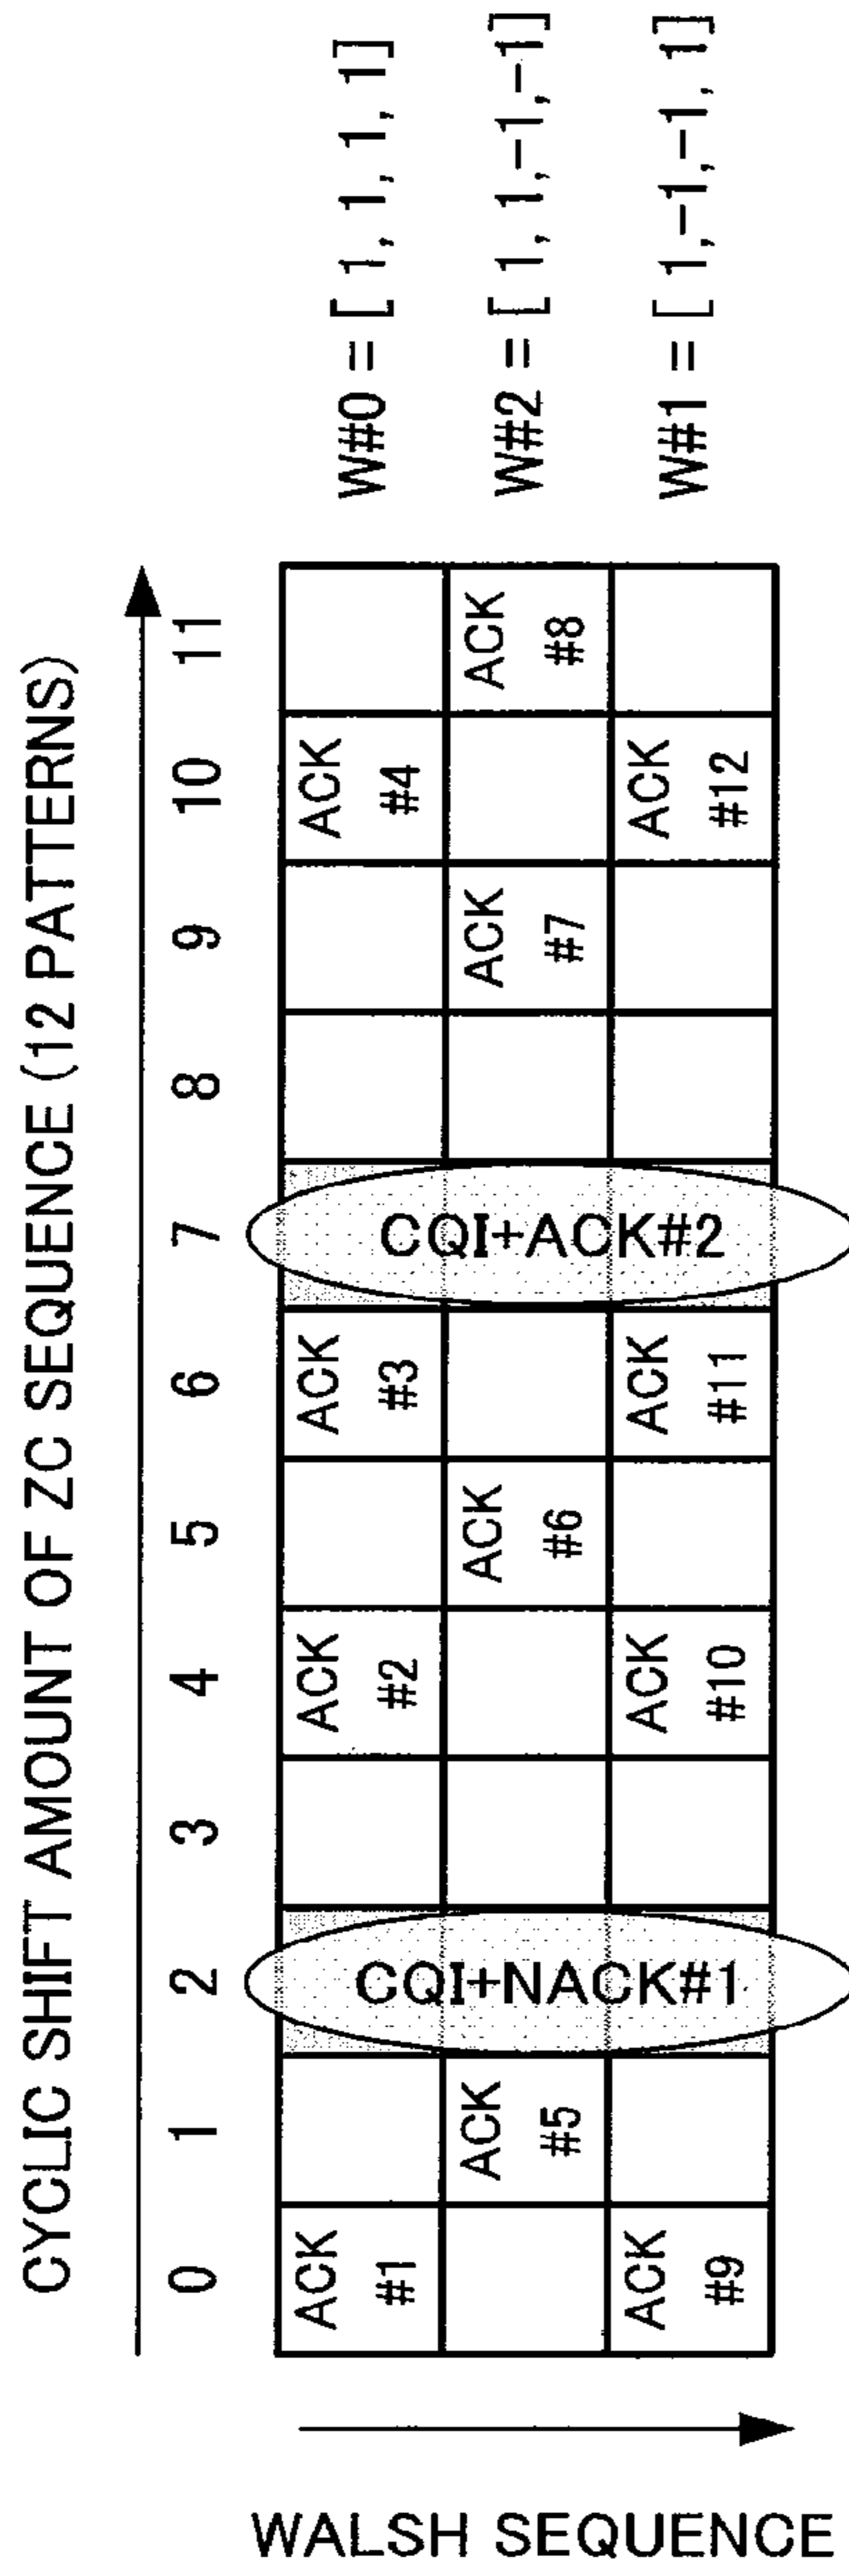 CYCLIC SHIFT AMOUNT OF ZC SEQUENCE (12 PATTERNS)
0 1 2 3 4 5 6 7 8 9 10 11
ACK #1
ACK #2
ACK #3
ACK #4
W#0 = [ 1, 1, 1, 1]
ACK #5
ACK #6
ACK #7
ACK #8
W#2 = [ 1, 1,-1,-1]
ACK #9
ACK #10
ACK #11
ACK #12
W#1 = [ 1,-1,-1, 1]
CQI+NACK#1
CQI+ACK#2
WALSH SEQUENCE